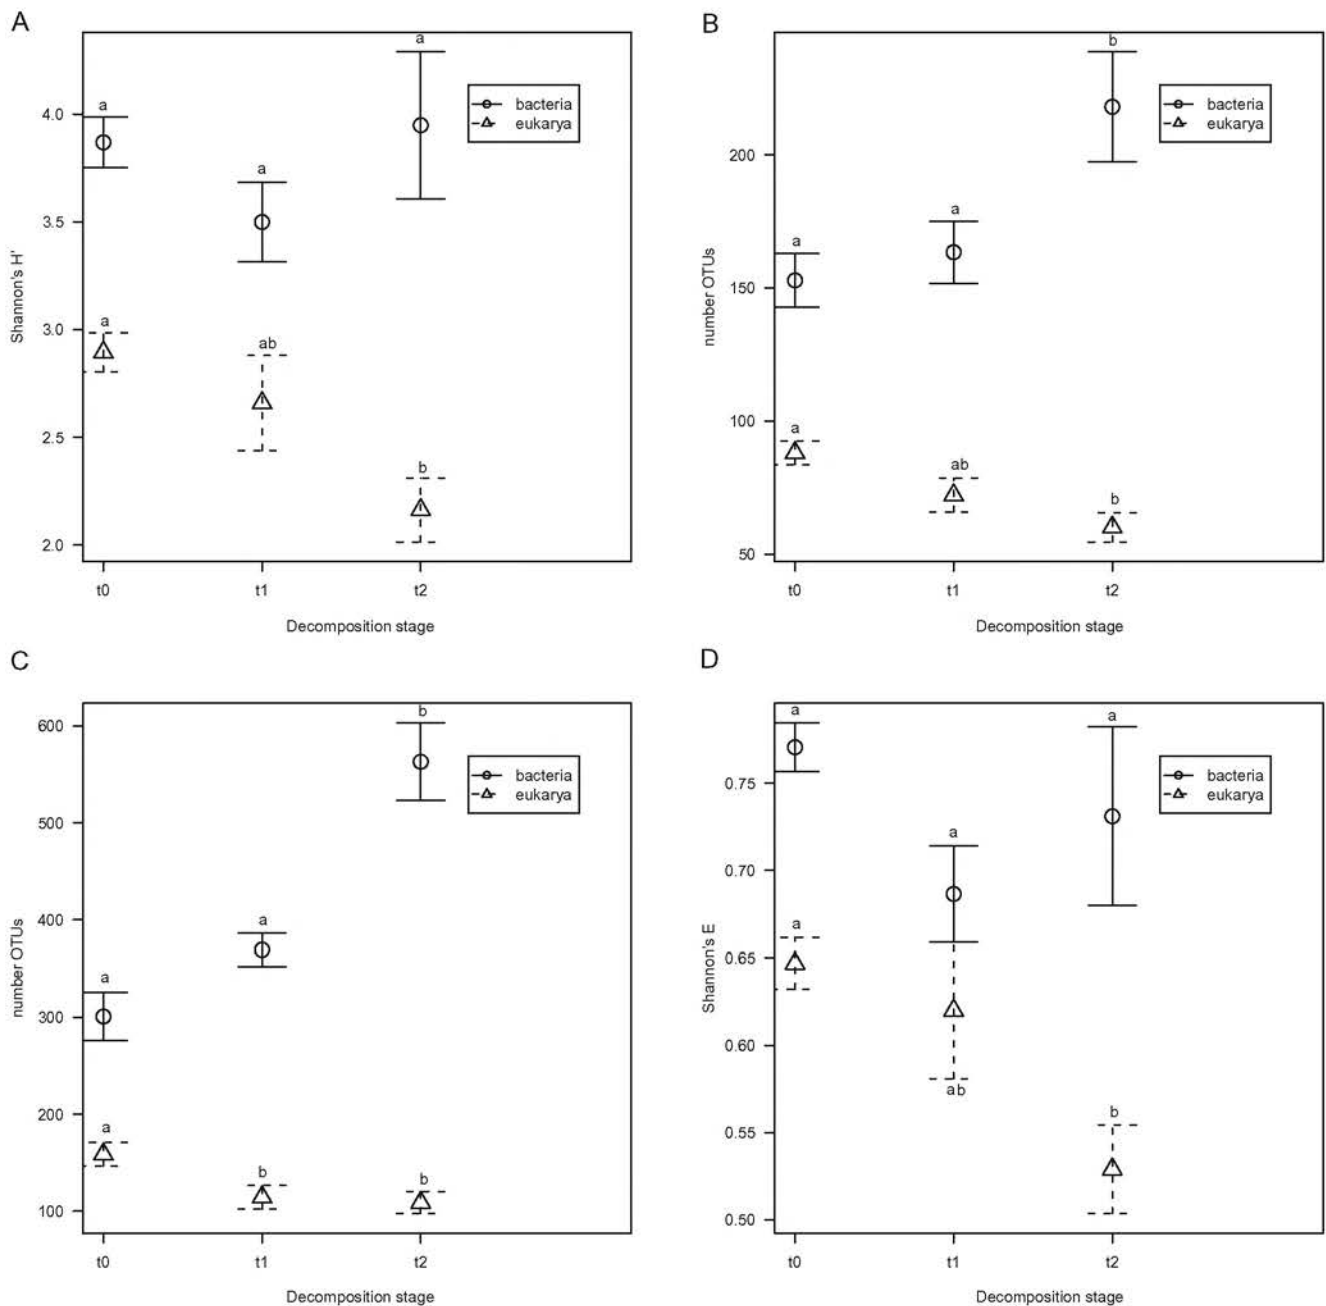 A
a
a
a
4.0
3.5
3.0
2.5
2.0
Shannon's H'
bacteria
eukarya
a
ab
b
t0 t1 t2
Decomposition stage
B
b
a
a
200
150
100
50
number OTUs
bacteria
eukarya
a
ab
b
t0 t1 t2
Decomposition stage
C
b
a
a
600
500
400
300
200
100
number OTUs
bacteria
eukarya
a
b
b
t0 t1 t2
Decomposition stage
D
a
a
a
0.75
0.70
0.65
0.60
0.55
0.50
Shannon's E
bacteria
eukarya
a
ab
b
t0 t1 t2
Decomposition stage